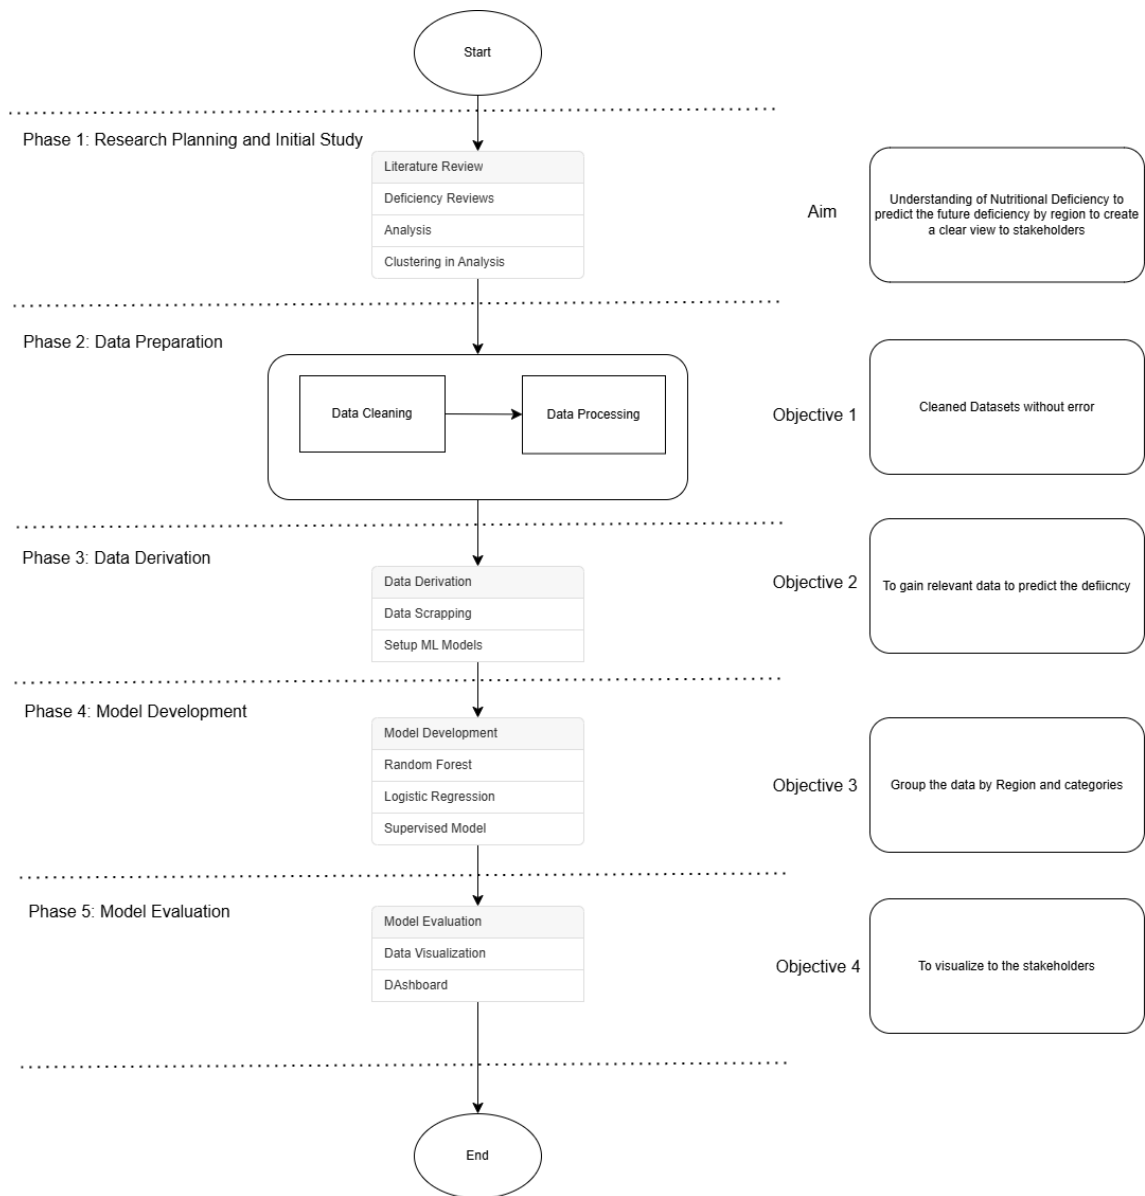 Start
Phase 1: Research Planning and Initial Study
Literature Review
Deficiency Reviews
Analysis
Clustering in Analysis
Aim
Understanding of Nutritional Deficiency to
predict the future deficiency by region to create
a clear view to stakeholders
Phase 2: Data Preparation
Data Cleaning
Data Processing
Objective 1
Cleaned Datasets without error
Phase 3: Data Derivation
Data Derivation
Data Scrapping
Setup ML Models
Objective 2
To gain relevant data to predict the defiicncy
Phase 4: Model Development
Model Development
Random Forest
Logistic Regression
Supervised Model
Objective 3
Group the data by Region and categories
Phase 5: Model Evaluation
Model Evaluation
Data Visualization
DAshboard
Objective 4
To visualize to the stakeholders
End